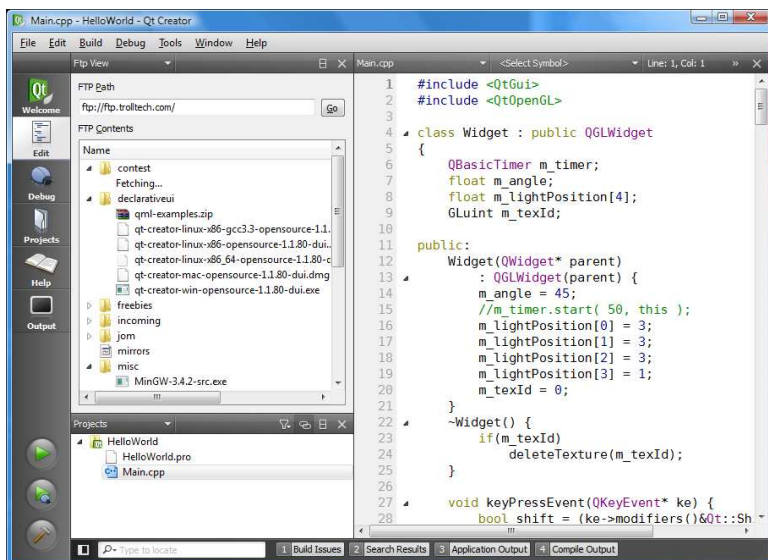 Main.cpp - HelloWorld - Qt Creator
File Edit Build Debug Tools Window Help
Ftp View
Main.cpp
<Select Symbol>
Line: 1, Col: 1
»
Qt
Welcome
Edit
Debug
Projects
Help
Output
FTP Path
ftp://ftp.trolltech.com/
Go
FTP Contents
Name
contest
Fetching...
declarativeui
qml-examples.zip
qt-creator-linux-x86-gcc3.3-opensource-1.1.
qt-creator-linux-x86-opensource-1.1.80-dui..
qt-creator-linux-x86_64-opensource-1.1.80-d
qt-creator-mac-opensource-1.1.80-dui.dmg
qt-creator-win-opensource-1.1.80-dui.exe
freebies
incoming
jom
mirrors
misc
MinGW-3.4.2-src.exe
Projects
HelloWorld
HelloWorld.pro
Main.cpp
1 #include <QtGui>
2 #include <QtOpenGL>
3
4 class Widget : public QGLWidget
5 {
6 QBasicTimer m_timer;
7 float m_angle;
8 float m_lightPosition[4];
9 GLuint m_texId;
10
11 public:
12 Widget(QWidget* parent)
13 : QGLWidget(parent) {
14 m_angle = 45;
15 //m_timer.start( 50, this );
16 m_lightPosition[0] = 3;
17 m_lightPosition[1] = 3;
18 m_lightPosition[2] = 3;
19 m_lightPosition[3] = 1;
20 m_texId = 0;
21 }
22 ~Widget() {
23 if(m_texId)
24 deleteTexture(m_texId);
25 }
26
27 void keyPressEvent(QKeyEvent* ke) {
28 bool shift = (ke->modifiers()&Qt::Sh
Type to locate
1 Build Issues 2 Search Results 3 Application Output 4 Compile Output